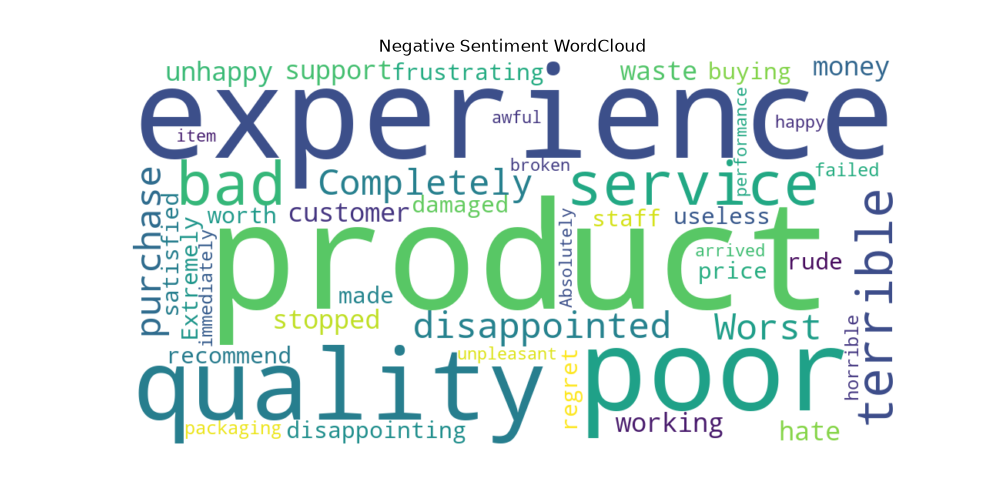 Negative Sentiment WordCloud
unhappy support frustrating waste buying money
experience
item awful performance happy
broken
purchase bad Completely service failed
satisfied worth customer damaged staff useless
Extremely immediately product Absolutely arrived
price rude terrible
made
stopped disappointed Worst
recommend unpleasant horrible
quality regret poor
packaging disappointing working hate